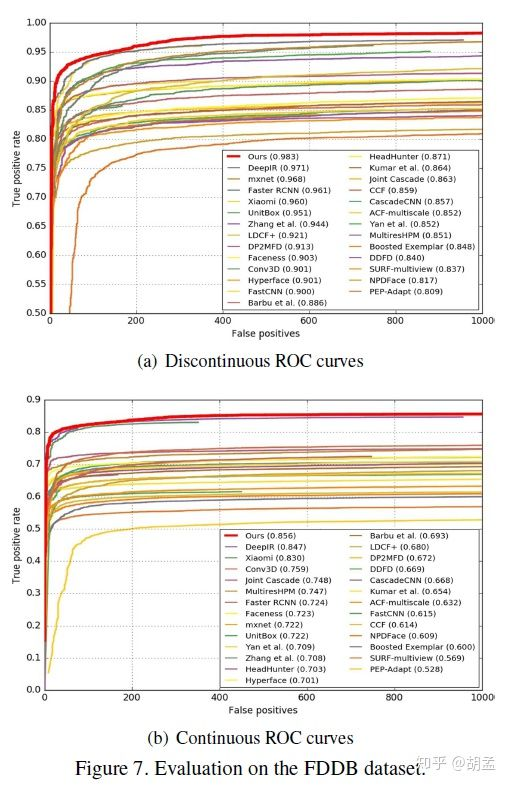 1.00
0.95
0.90
0.85
0.80
0.75
0.70
0.65
0.60
0.55
0.50
True positive rate
Ours (0.983)
DeepIR (0.971)
mxnet (0.968)
Faster RCNN (0.961)
Xiaomi (0.960)
UnitBox (0.951)
Zhang et al. (0.944)
LDCF+ (0.921)
DP2MFD (0.913)
Faceness (0.903)
Conv3D (0.901)
Hyperface (0.901)
FastCNN (0.900)
Barbu et al. (0.886)
HeadHunter (0.871)
Kumar et al. (0.864)
Joint Cascade (0.863)
CCF (0.859)
CascadeCNN (0.857)
ACF-multiscale (0.852)
Yan et al. (0.852)
MultiresHPM (0.851)
Boosted Exemplar (0.848)
DDFD (0.840)
SURF-multiview (0.837)
NPDFace (0.817)
PEP-Adapt (0.809)
0 200 400 600 800 1000
False positives
(a) Discontinuous ROC curves
0.9
0.8
0.7
0.6
0.5
0.4
0.3
0.2
0.1
0.0
True positive rate
Ours (0.856)
DeepIR (0.847)
Xiaomi (0.830)
Conv3D (0.759)
Joint Cascade (0.748)
MultiresHPM (0.747)
Faster RCNN (0.724)
Faceness (0.723)
mxnet (0.722)
UnitBox (0.722)
Yan et al. (0.709)
Zhang et al. (0.708)
HeadHunter (0.703)
Hyperface (0.701)
Barbu et al. (0.693)
LDCF+ (0.680)
DP2MFD (0.672)
DDFD (0.669)
CascadeCNN (0.668)
Kumar et al. (0.654)
ACF-multiscale (0.632)
FastCNN (0.615)
CCF (0.614)
NPDFace (0.609)
Boosted Exemplar (0.600)
SURF-multiview (0.569)
PEP-Adapt (0.528)
0 200 400 600 800 1000
False positives
(b) Continuous ROC curves
Figure 7. Evaluation on the FDDB dataset.
知乎 @胡孟